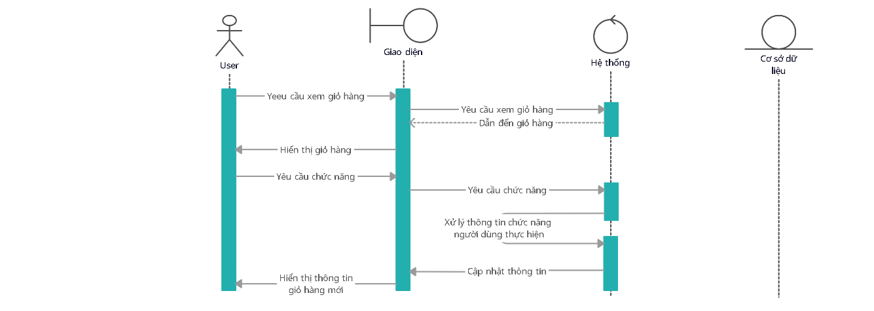 User
Giao diện
Hệ thống
Cơ sở dữ
liệu
Yeeu cầu xem giỏ hàng
Yêu cầu xem giỏ hàng
Dẫn đến giỏ hàng
Hiển thị giỏ hàng
Yêu cầu chức năng
Yêu cầu chức năng
Xử lý thông tin chức năng
người dùng thực hiện
Cập nhật thông tin
Hiển thị thông tin
giỏ hàng mới